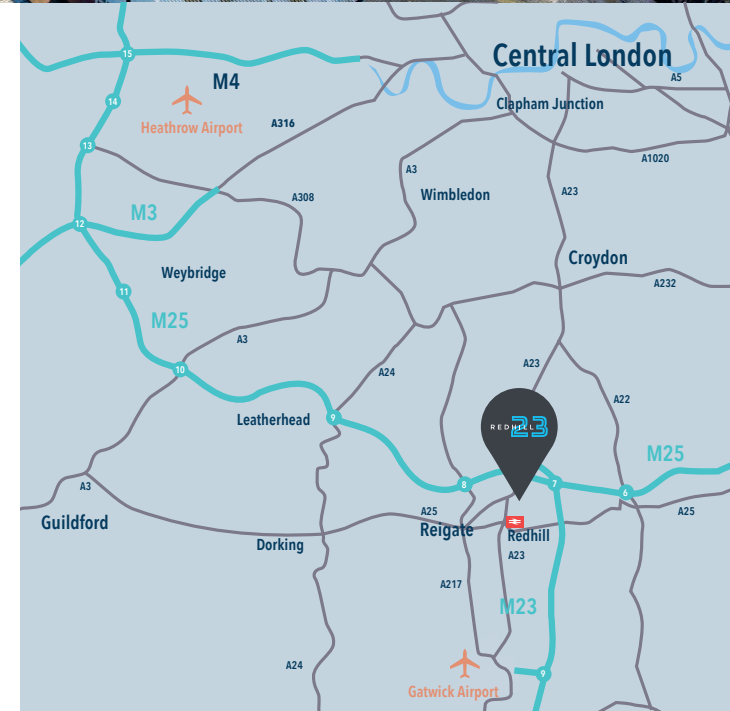 Central London
15
A5
M4
14
Clapham Junction
Heathrow Airport
A316
13
A1020
A3
A308
Wimbledon
A23
M3
12
Croydon
Weybridge
A232
11
M25
A3
A23
10
A24
A22
Leatherhead
9
REDHILL
23
M25
8
7
A3
6
A25
A25
Guildford
Reigate
Redhill
Dorking
A23
A217
M23
A24
9
Gatwick Airport